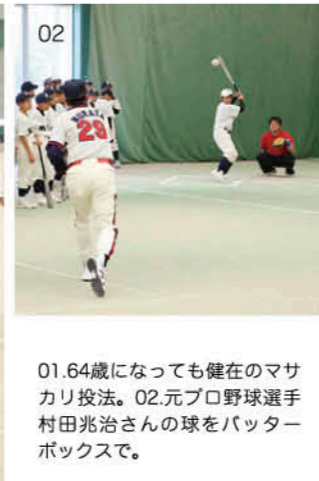 02
MURATA
29
01.64歳になっても健在のマサ
カリ投法。02.元プロ野球選手
村田兆治さんの球をバッター
ボックスで。